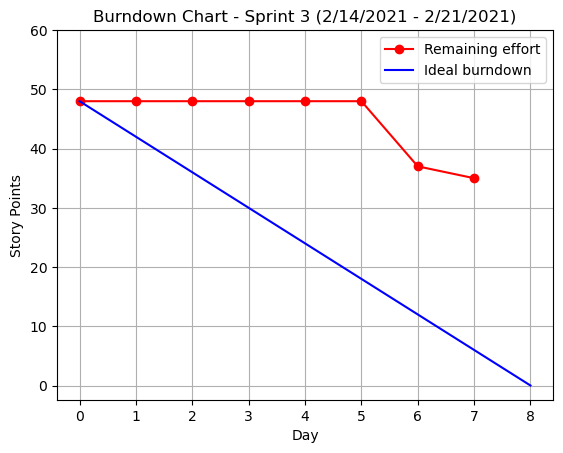 Burndown Chart - Sprint 3 (2/14/2021 - 2/21/2021)
Remaining effort
Ideal burndown
60
50
40
30
20
10
0
Story Points
0 1 2 3 4 5 6 7 8
Day